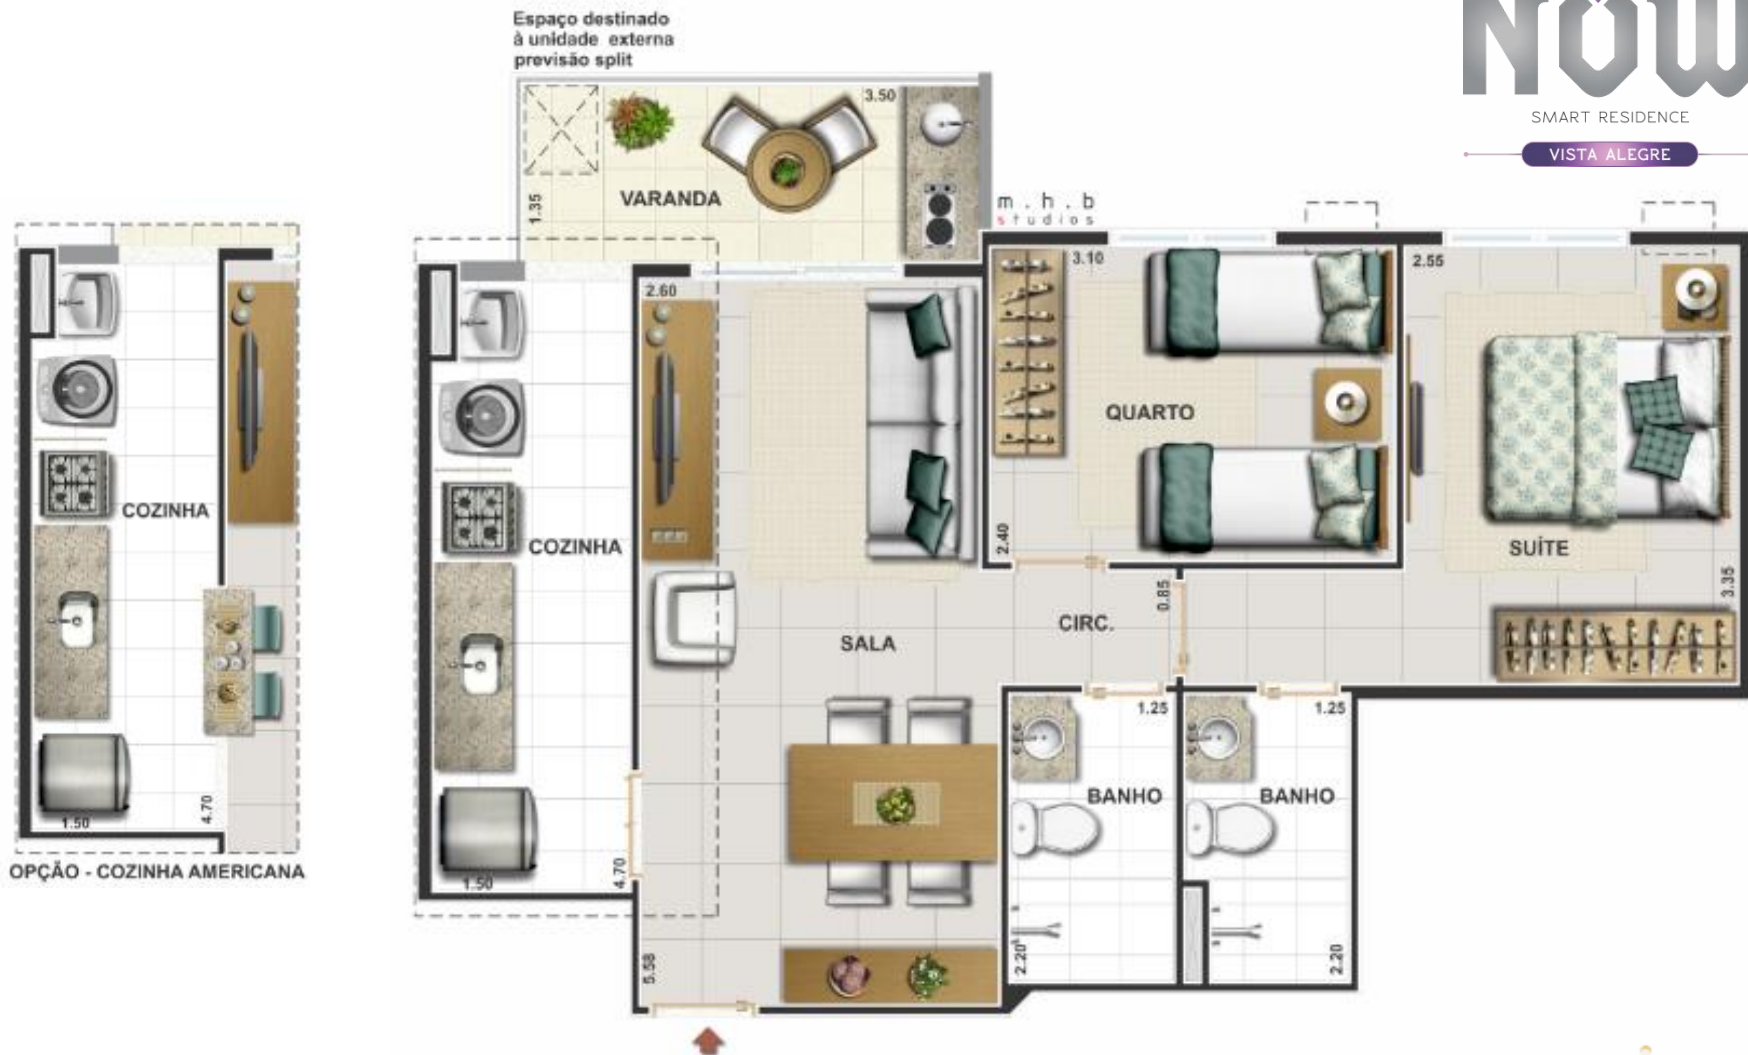 Espaço destinado
à unidade externa
previsão split
NOW
SMART RESIDENCE
VISTA ALEGRE
3.50
1.35
VARANDA
m.h.b
studios
2.60
3.10
2.55
QUARTO
COZINHA
COZINHA
2.40
SUÍTE
0.85
3.35
CIRC.
SALA
1.25
1.25
BANHO
BANHO
4.70
1.50
OPÇÃO - COZINHA AMERICANA
4.70
1.50
5.58
2.20
2.20